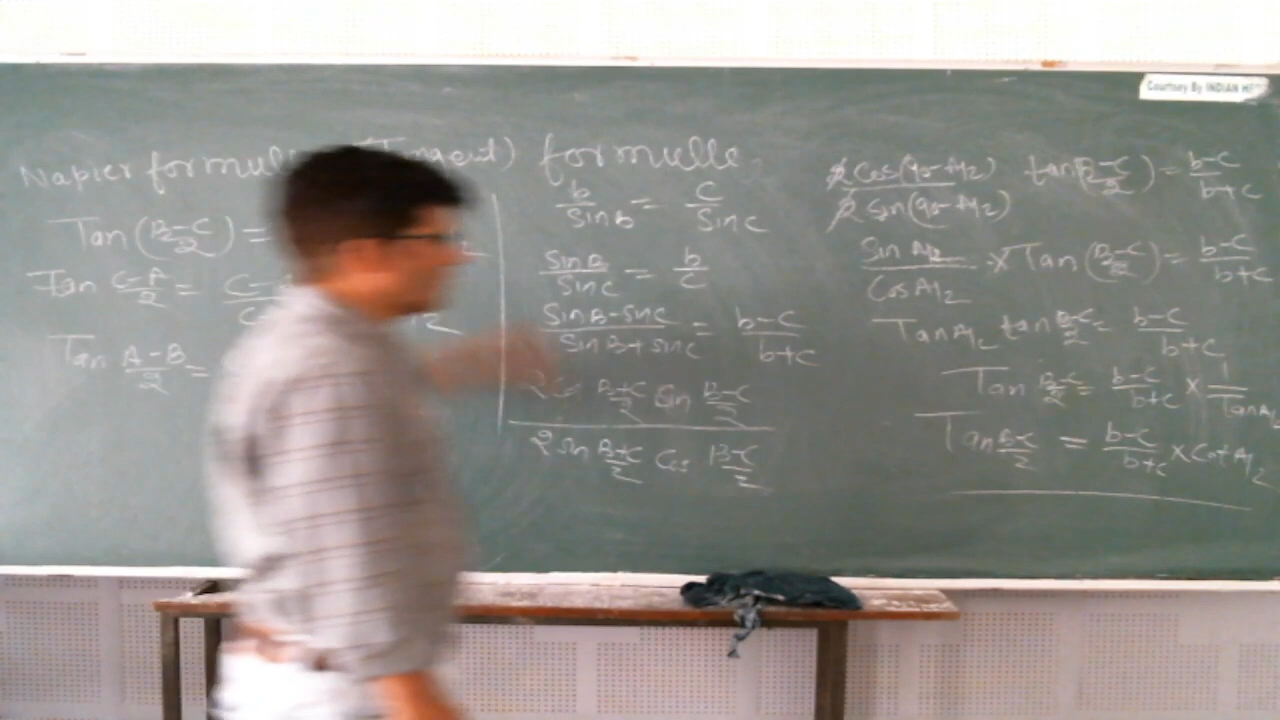 Courtesy By INDIAN
Napier formul (Tangent) formulle
Tan (B-C/2) =
Tan C-A/2 = C-
Tan A-B/2 =
b/Sin B = C/Sin C
Sin B/Sin C = b/c
Sin B - sin C/Sin B + sin C = b-c/b+c
2 Cos B+C/2 Sin B-C/2
2 sin B+C/2 Cos B-C/2
2 Cos(90-A/2)/2 Sin(90-A/2) tan(B-C/2) = b-c/b+c
Sin A/2/Cos A/2 × Tan (B-C/2) = b-c/b+c
Tan A/2 tan B-C/2 = b-c/b+c
Tan B-C/2 = b-c/b+c × 1/Tan A/2
Tan B-C/2 = b-c/b+c × Cot A/2